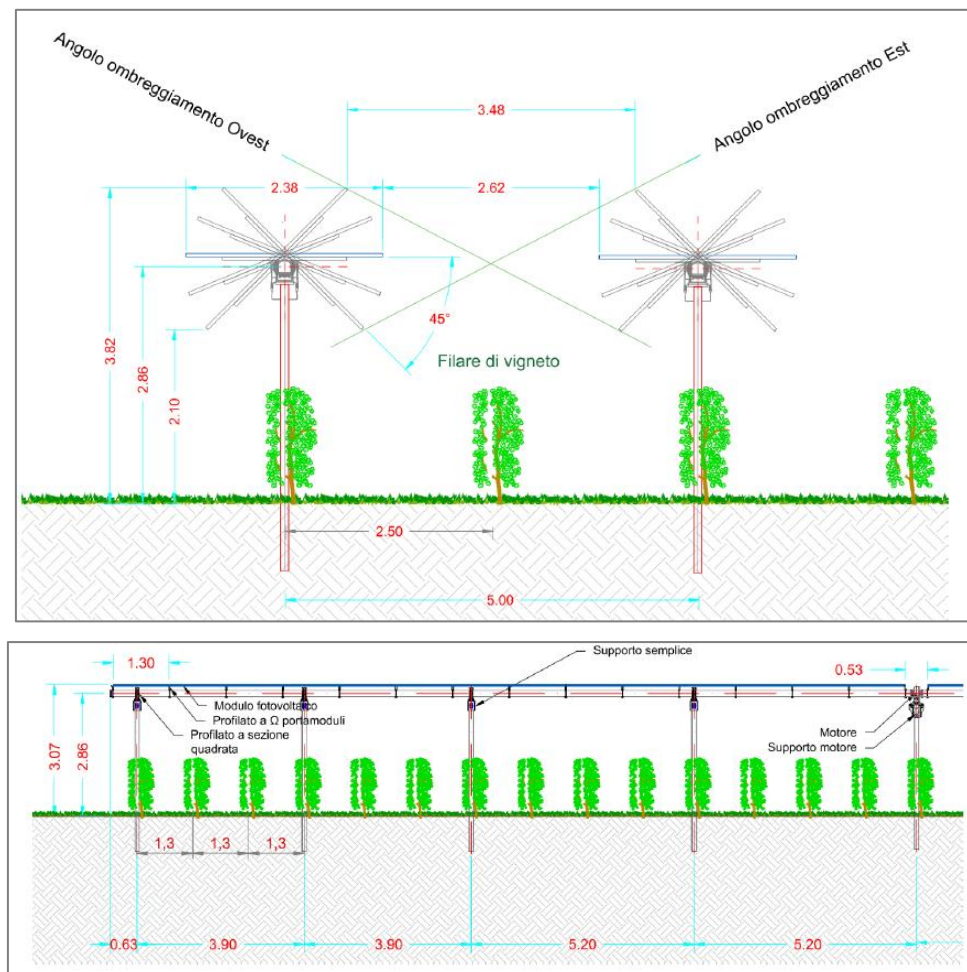 Angolo ombreggiamento Ovest
Angolo ombreggiamento Est
3.48
2.38
2.62
45°
3.82
2.86
2.10
Filare di vigneto
2.50
5.00
1.30
Supporto semplice
0.53
Modulo fotovoltaico
Profilato a Ω portamoduli
Profilato a sezione
quadrata
Motore
Supporto motore
3.07
2.86
1,3
1,3
1,3
0.63
3.90
3.90
5.20
5.20